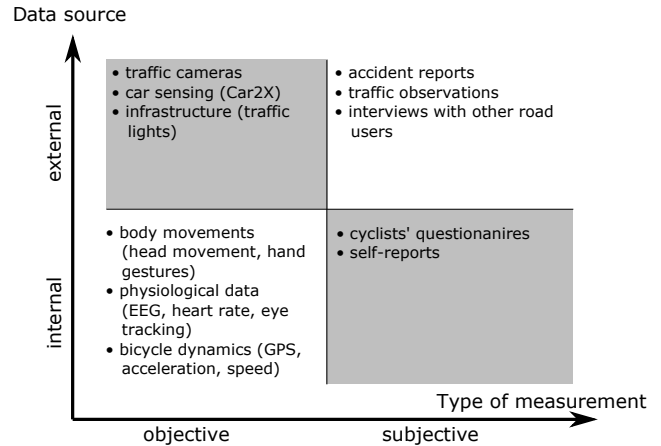 Data source
external
• traffic cameras
• car sensing (Car2X)
• infrastructure (traffic
lights)
• accident reports
• traffic observations
• interviews with other road
users
internal
• body movements
(head movement, hand
gestures)
• physiological data
(EEG, heart rate, eye
tracking)
• bicycle dynamics (GPS,
acceleration, speed)
• cyclists' questionanires
• self-reports
Type of measurement
objective
subjective